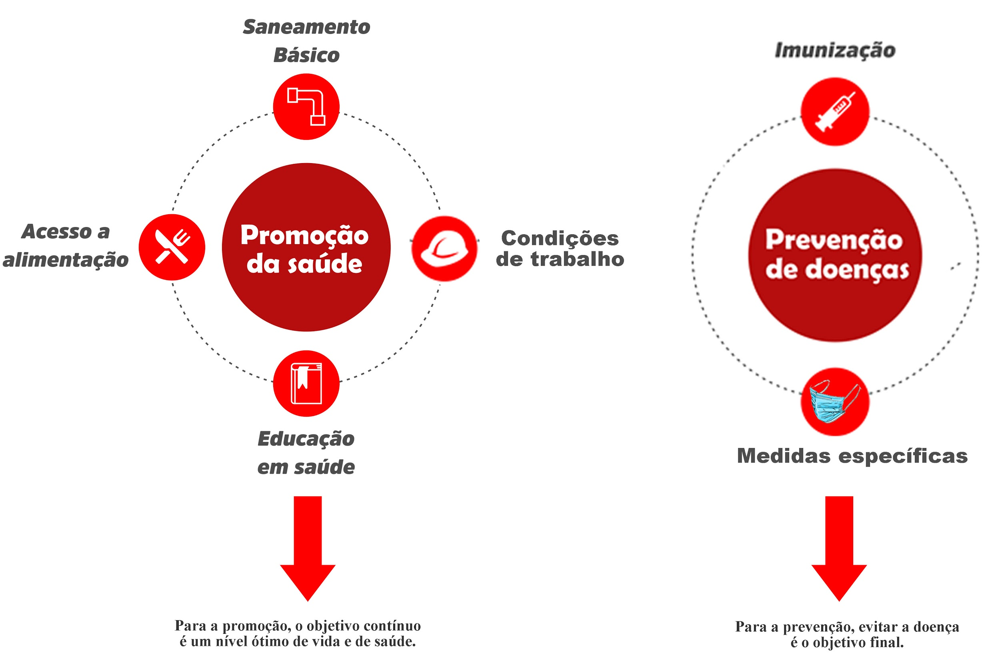 Saneamento
Básico
Acesso a
alimentação
Promoção
da saúde
Condições
de trabalho
Educação
em saúde
Para a promoção, o objetivo contínuo
é um nível ótimo de vida e de saúde.
Imunização
Prevenção
de doenças
Medidas específicas
Para a prevenção, evitar a doença
é o objetivo final.